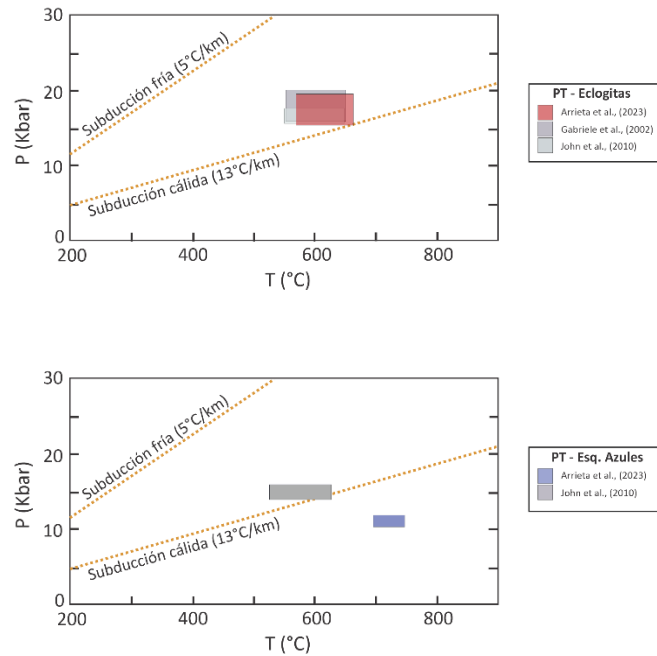 30
20
10
0
P (Kbar)
Subducción fría (5°C/km)
Subducción cálida (13°C/km)
200
400
600
800
T (°C)
PT - Eclogitas
Arrieta et al., (2023)
Gabriele et al., (2002)
John et al., (2010)
30
20
10
0
P (Kbar)
Subducción fría (5°C/km)
Subducción cálida (13°C/km)
200
400
600
800
T (°C)
PT - Esq. Azules
Arrieta et al., (2023)
John et al., (2010)